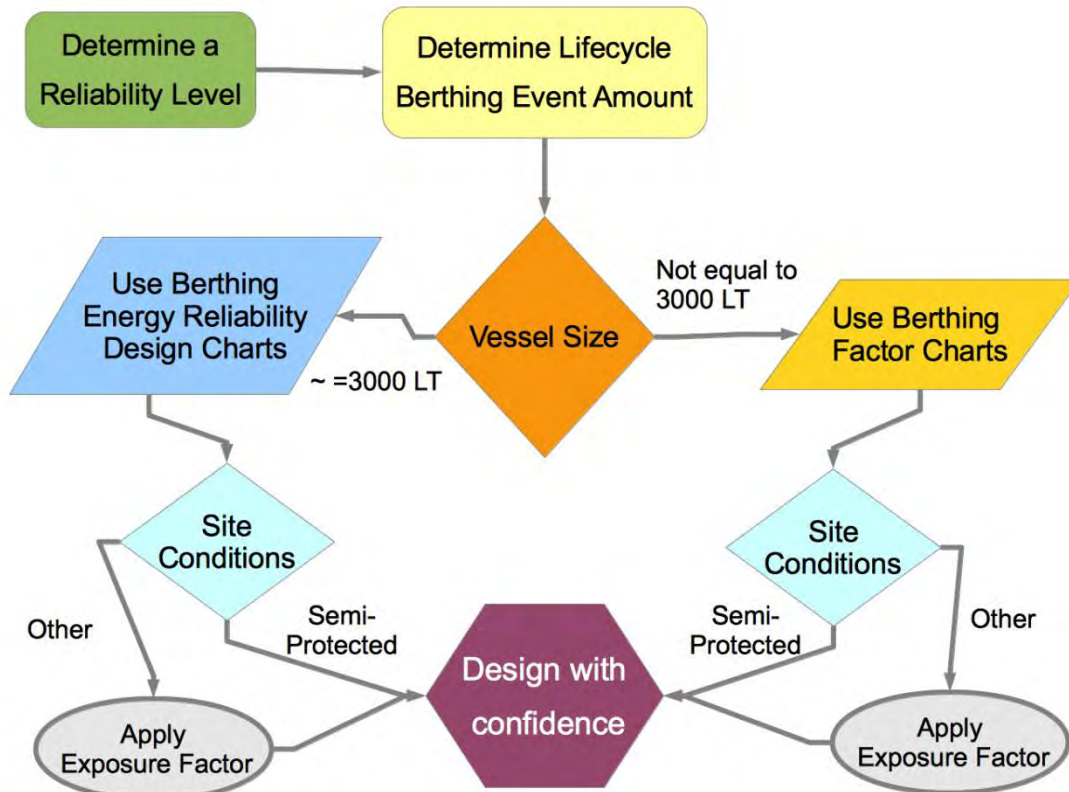 Determine a
Reliability Level
Determine Lifecycle
Berthing Event Amount
Use Berthing
Energy Reliability
Design Charts
~ =3000 LT
Vessel Size
Not equal to
3000 LT
Use Berthing
Factor Charts
Site
Conditions
Other
Semi-
Protected
Apply
Exposure Factor
Design with
confidence
Site
Conditions
Semi-
Protected
Other
Apply
Exposure Factor